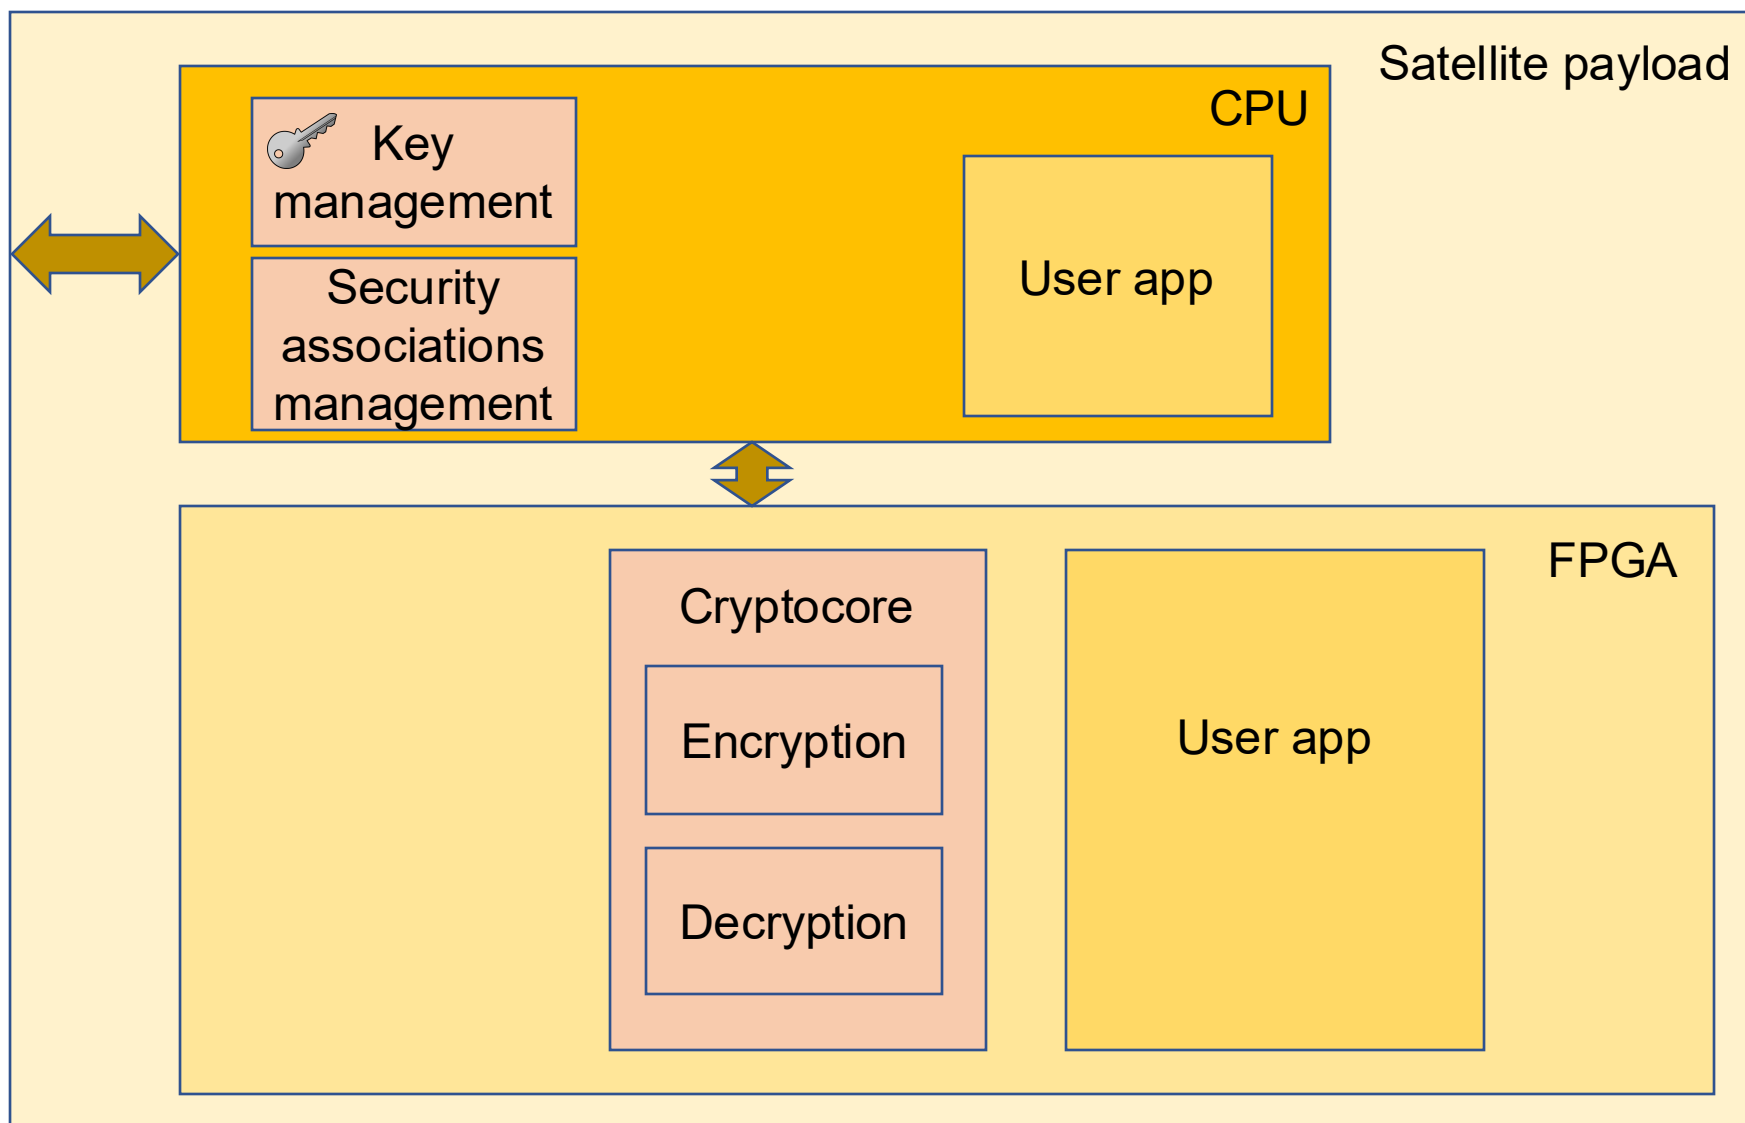 Satellite payload
CPU
Key
management
Security
associations
management
User app
FPGA
Cryptocore
Encryption
Decryption
User app